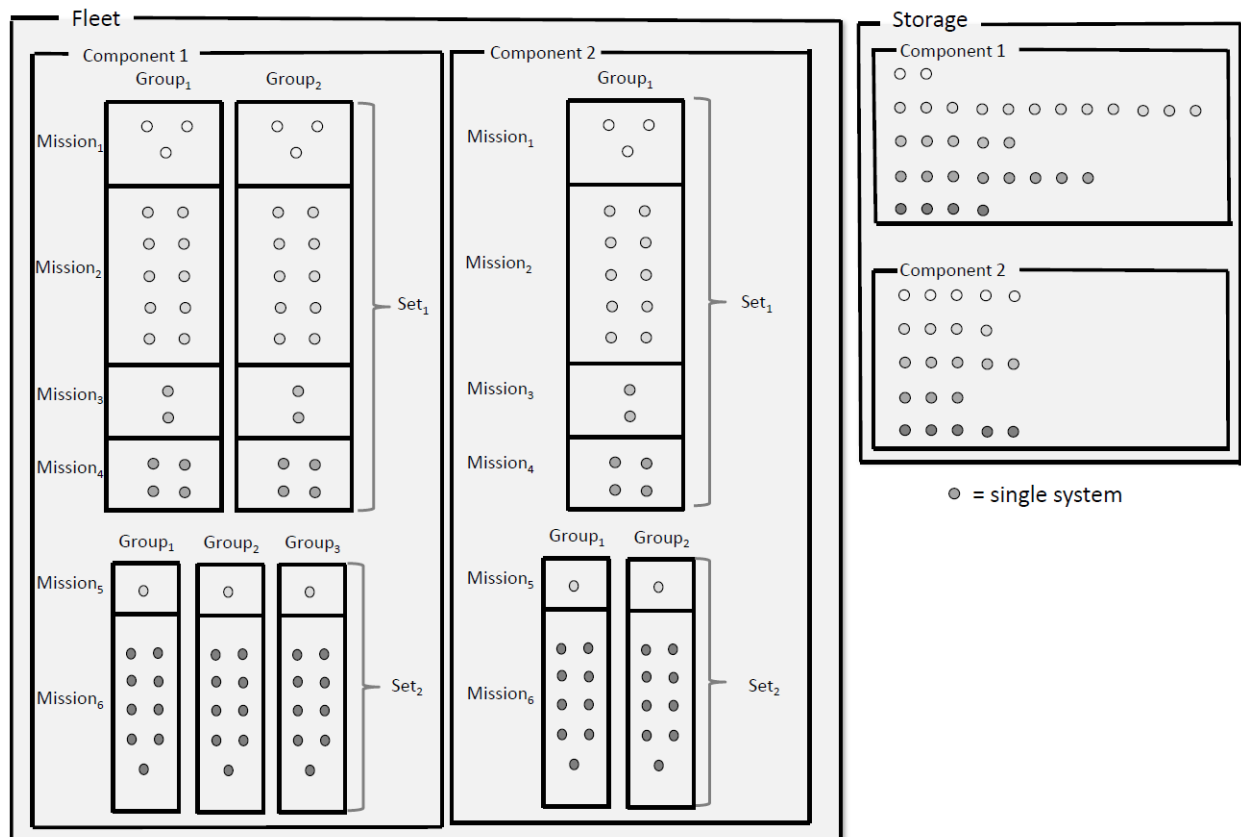 Fleet
Component 1
Group₁ Group₂
Mission₁
Mission₂
Set₁
Mission₃
Mission₄
Group₁ Group₂ Group₃
Mission₅
Mission₆
Set₂
Component 2
Group₁
Mission₁
Mission₂
Set₁
Mission₃
Mission₄
Group₁ Group₂
Mission₅
Mission₆
Set₂
Storage
Component 1
Component 2
= single system